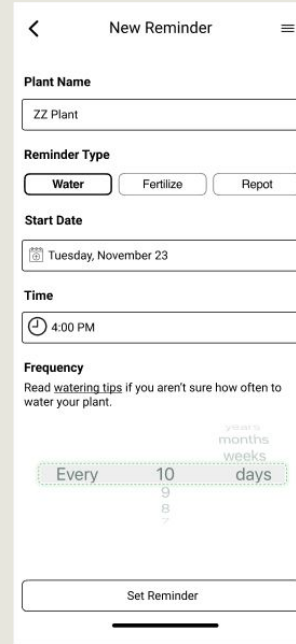 New Reminder
Plant Name
ZZ Plant
Reminder Type
Water Fertilize Repot
Start Date
Tuesday, November 23
Time
4:00 PM
Frequency
Read watering tips if you aren't sure how often to
water your plant.
years
months
weeks
Every 10 days
9
8
7
Set Reminder